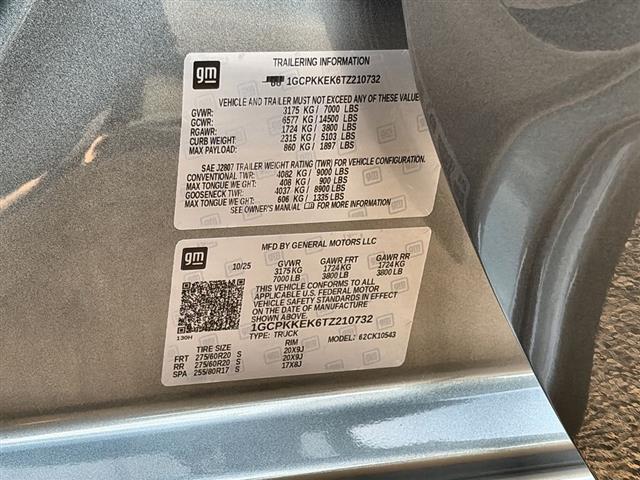 gm
TRAILERING INFORMATION
1GCPKKEK6TZ210732
VEHICLE AND TRAILER MUST NOT EXCEED ANY OF THESE VALUE
GVWR: 3175 KG / 7000 LBS
GCWR: 6577 KG / 14500 LBS
RGAWR: 1724 KG / 3800 LBS
CURB WEIGHT: 2315 KG / 5103 LBS
MAX PAYLOAD: 860 KG / 1897 LBS
SAE J2807 TRAILER WEIGHT RATING (TWR) FOR VEHICLE CONFIGURATION.
CONVENTIONAL TWR: 4082 KG / 9000 LBS
MAX TONGUE WEIGHT: 408 KG / 900 LBS
GOOSENECK TWR: 4037 KG / 8900 LBS
MAX TONGUE WGHT: 606 KG / 1335 LBS
SEE OWNER'S MANUAL FOR MORE INFORMATION.
gm
MFD BY GENERAL MOTORS LLC
10/25 GVWR GAWR FRT GAWR RR
3175 KG 1724 KG 1724 KG
7000 LB 3800 LB 3800 LB
THIS VEHICLE CONFORMS TO ALL
APPLICABLE U.S. FEDERAL MOTOR
VEHICLE SAFETY STANDARDS IN EFFECT
ON THE DATE OF MANUFACTURE SHOWN ABOVE.
1GCPKKEK6TZ210732
TYPE: TRUCK MODEL: 62CK10543
130H
TIRE SIZE RIM
FRT 275/60R20 S 20X9J
RR 275/60R20 S 20X9J
SPA 255/80R17 S 17X8J